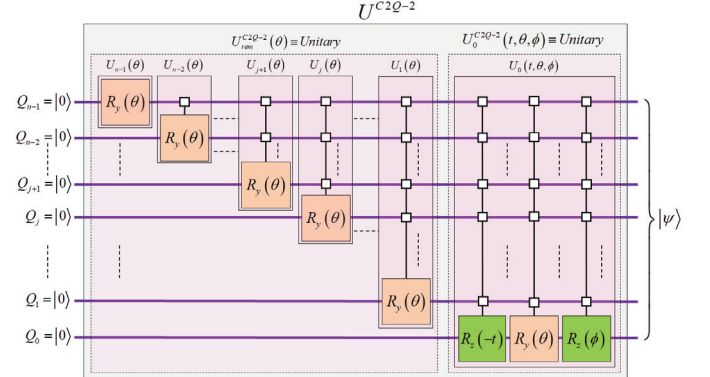 U^{C2Q-2}
U_{ran}^{C2Q-2}(θ) ≡ Unitary
U_0^{C2Q-2}(t,θ,ϕ) ≡ Unitary
U_{n-1}(θ) U_{n-2}(θ) U_{j+1}(θ) U_j(θ) U_1(θ) U_0(t,θ,ϕ)
Q_{n-1} = |0⟩ R_y(θ)
Q_{n-2} = |0⟩ R_y(θ)
Q_{j+1} = |0⟩ R_y(θ)
Q_j = |0⟩ R_y(θ) |ψ⟩
Q_1 = |0⟩ R_y(θ)
Q_0 = |0⟩ R_z(-t) R_y(θ) R_z(ϕ)